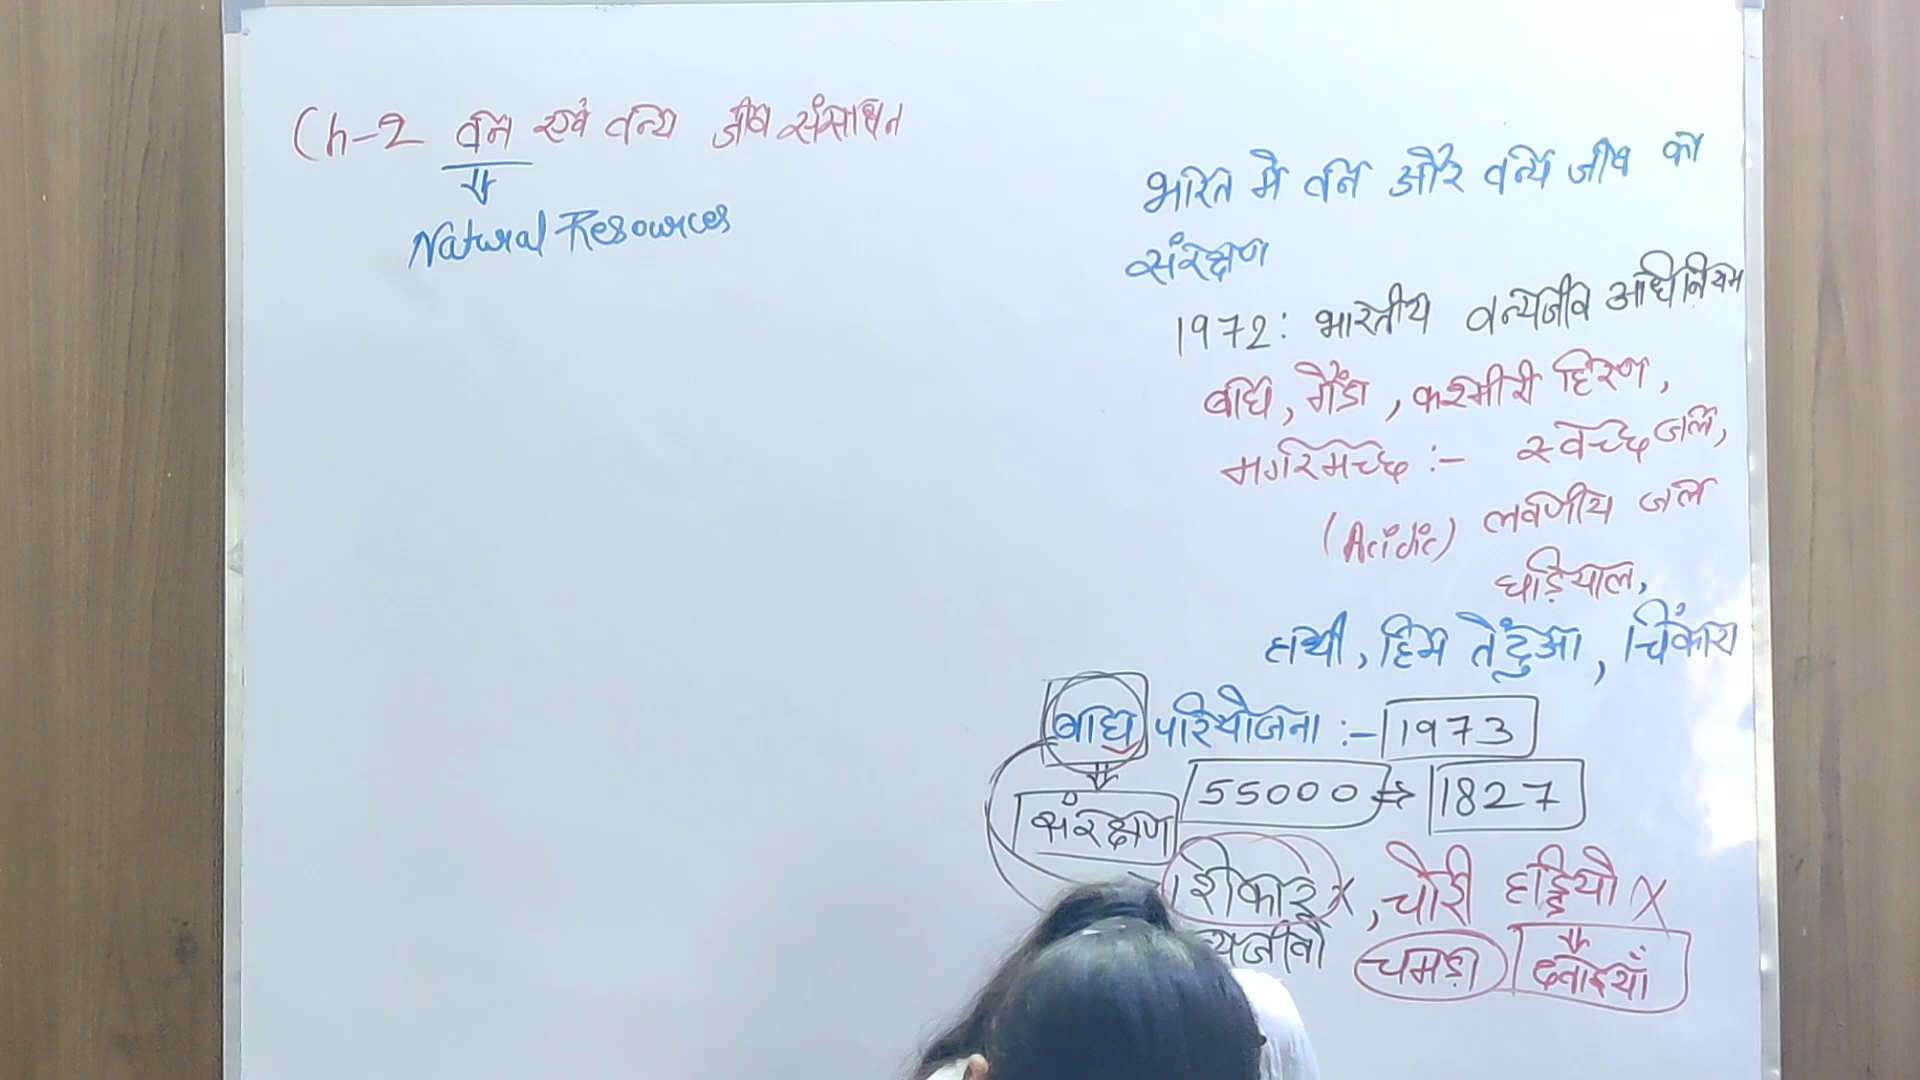 Ch-2 वन एवं वन्य जीव संसाधन
Natural Resources
भारत में वन और वन्य जीव का
संरक्षण
1972: भारतीय वन्यजीव अधिनियम
बाघ, गैंडा, कश्मीरी हिरण,
मगरमच्छ :- स्वच्छ जल,
(Acidic) लवणीय जल
घड़ियाल,
हाथी, हिम तेंदुआ, चिंकारा
बाघ परियोजना :- 1973
संरक्षण 55000 → 1827
शिकार x, चोरी हड्डियों x
चमड़ा दवाइयाँ